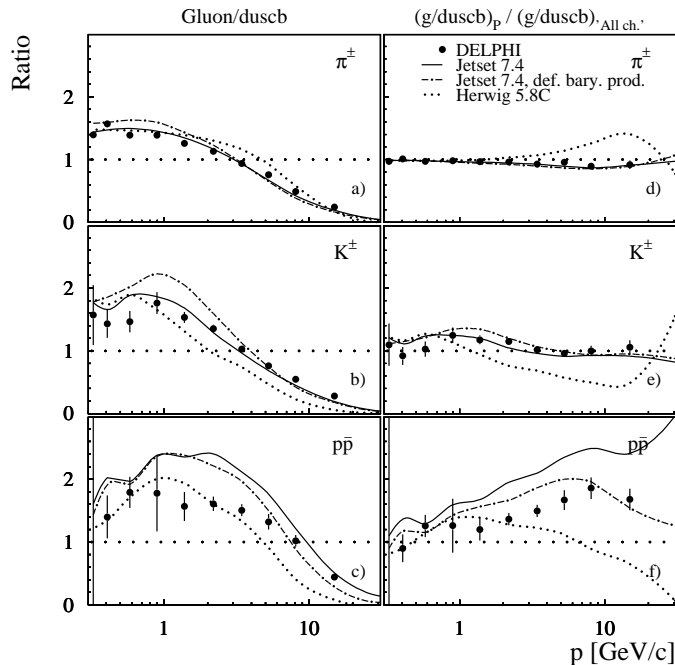 Gluon/duscb
(g/duscb)P / (g/duscb)'All ch.'
Ratio
π±
DELPHI
Jetset 7.4
π±
Jetset 7.4, def. bary. prod.
Herwig 5.8C
2
1
0
a)
d)
K±
K±
2
1
0
b)
e)
pp̄
pp̄
2
1
0
c)
f)
1 10 1 10
p [GeV/c]